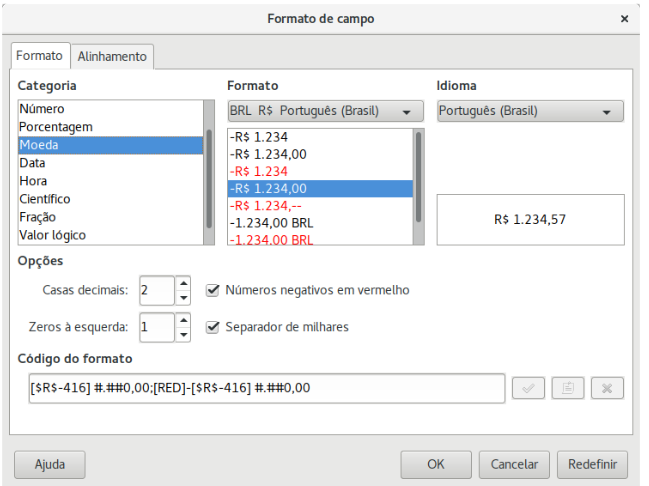 Formato de campo
Formato Alinhamento
Categoria
Número
Porcentagem
Moeda
Data
Hora
Científico
Fração
Valor lógico
Formato
BRL R$ Português (Brasil)
-R$ 1.234
-R$ 1.234,00
-R$ 1.234
-R$ 1.234,00
-R$ 1.234,--
-1.234,00 BRL
-1.234,00 BRL
Idioma
Português (Brasil)
R$ 1.234,57
Opções
Casas decimais: 2 Números negativos em vermelho
Zeros à esquerda: 1 Separador de milhares
Código do formato
[$R$-416] #.##0,00;[RED]-[$R$-416] #.##0,00
Ajuda OK Cancelar Redefinir